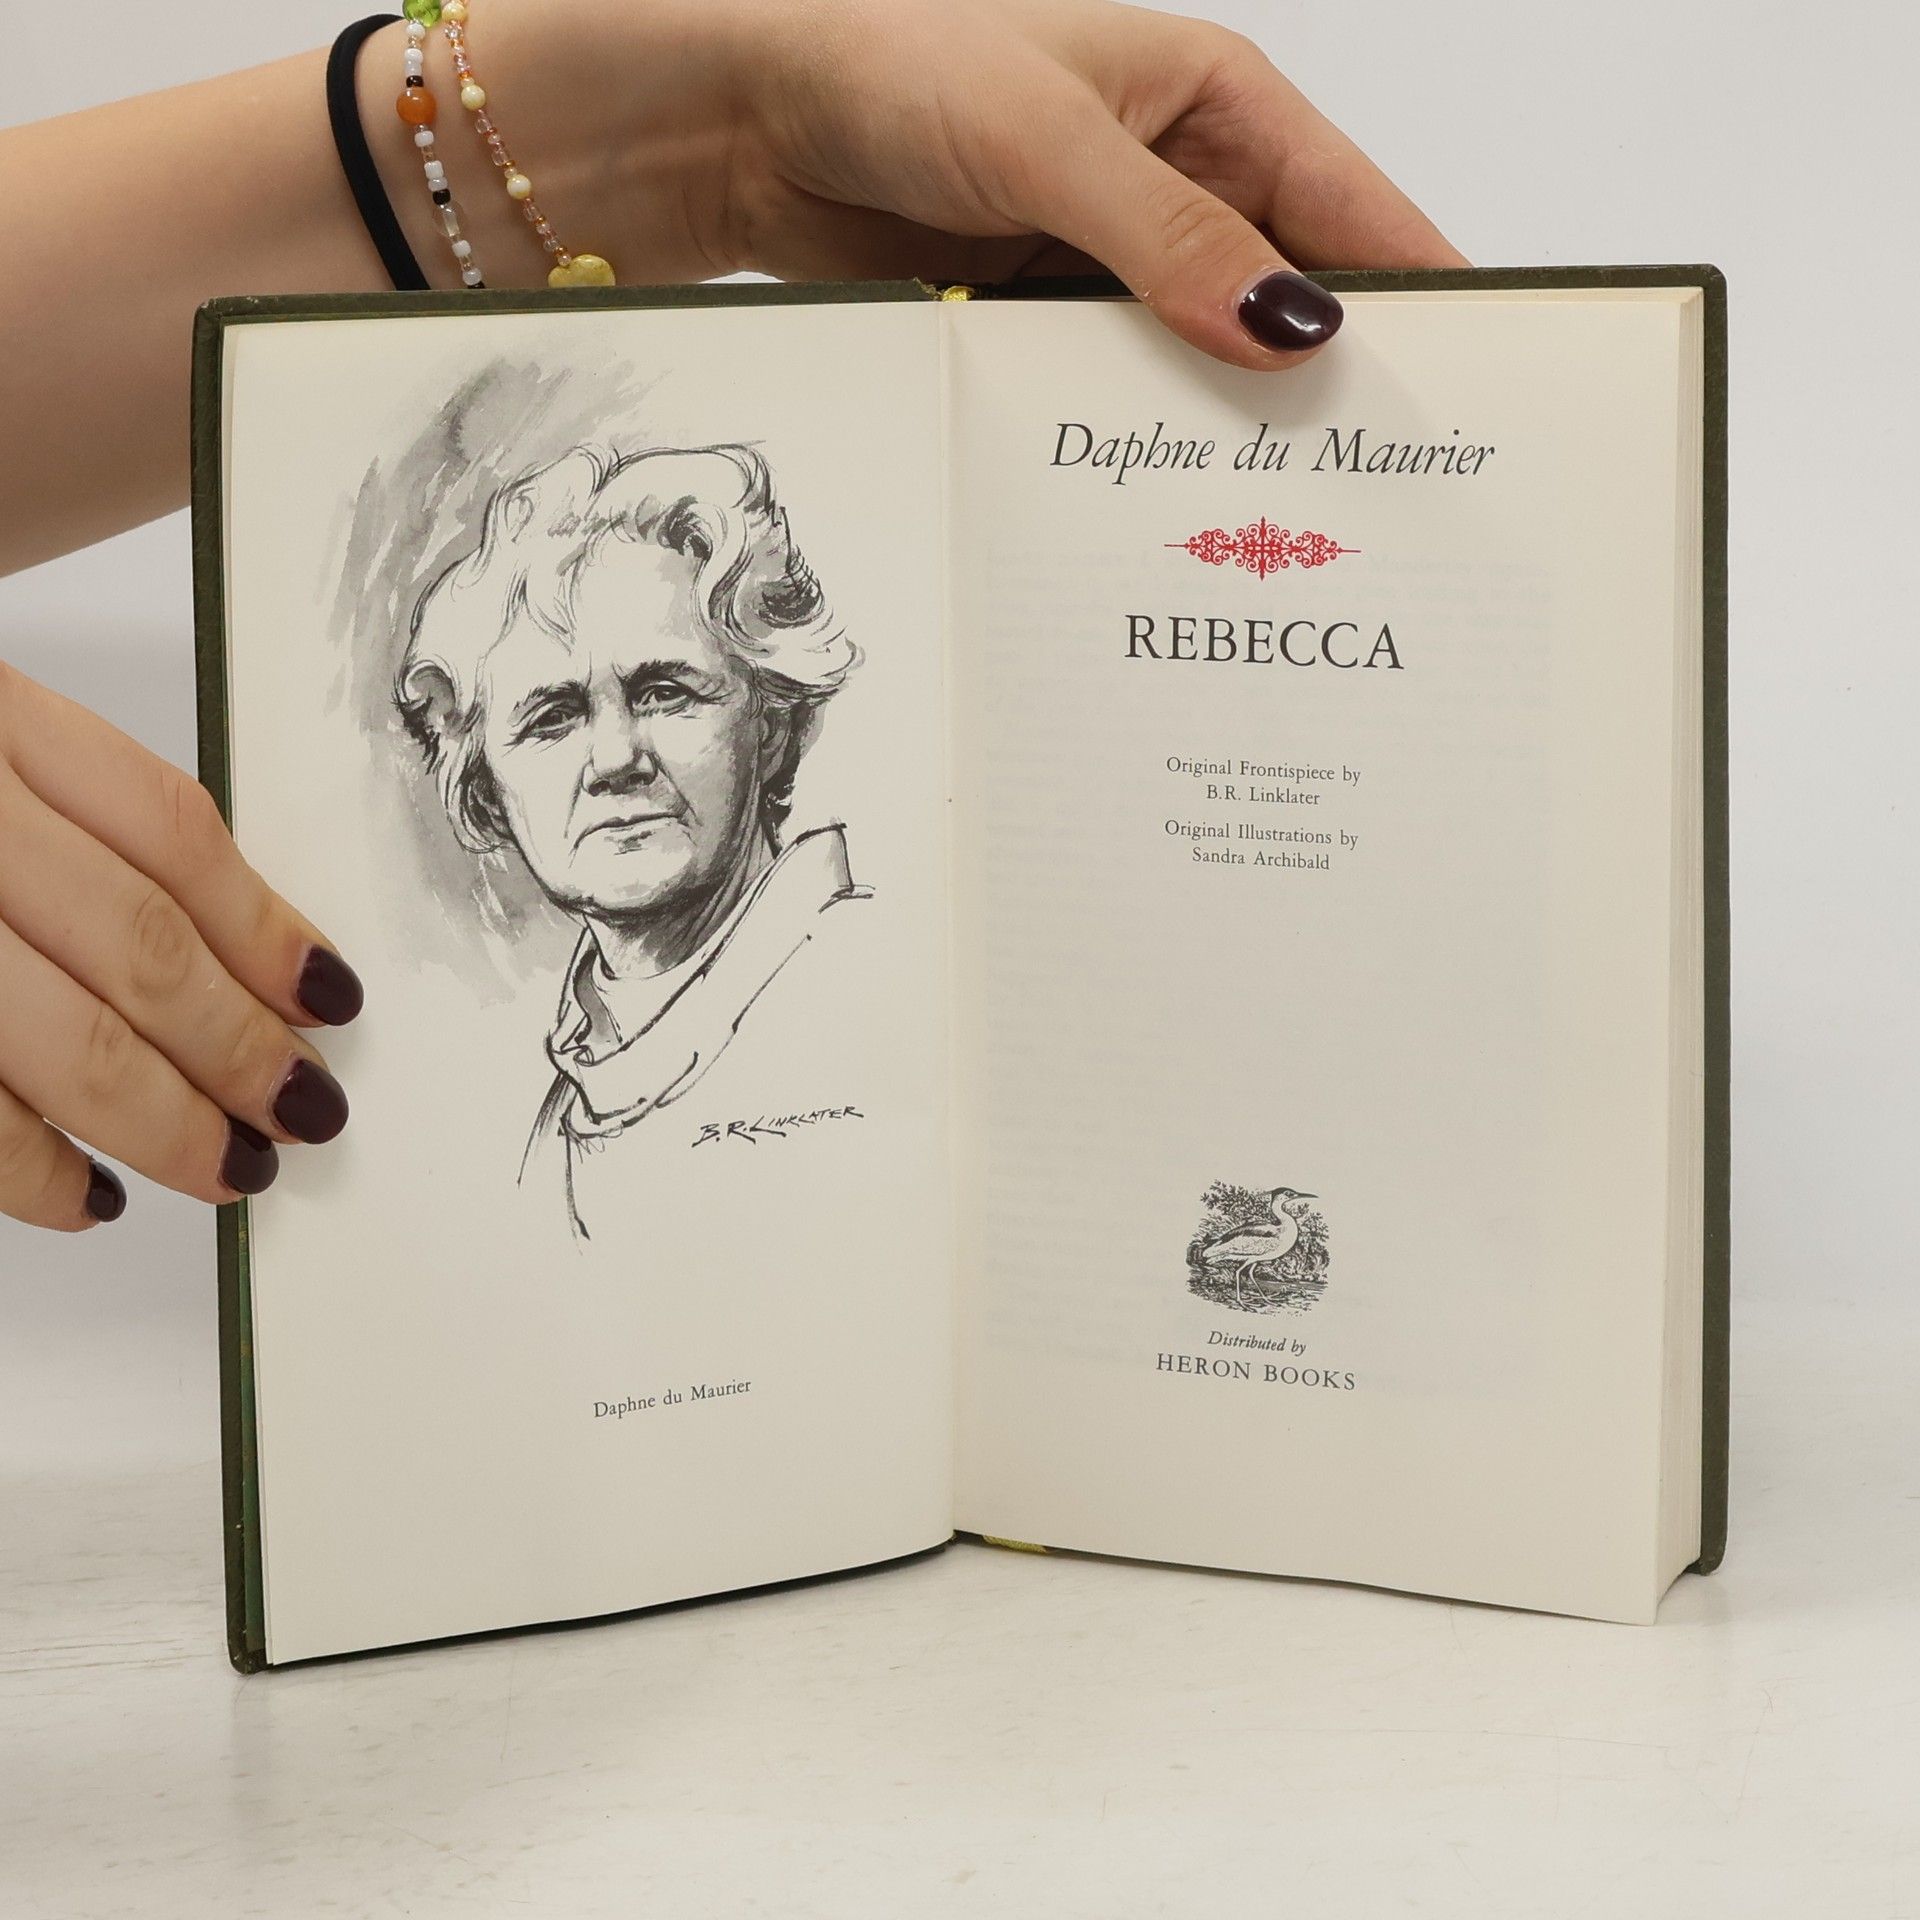 B.R. LINKLATER
Daphne du Maurier
Daphne du Maurier
REBECCA
Original Frontispiece by
B.R. Linklater
Original Illustrations by
Sandra Archibald
Distributed by
HERON BOOKS